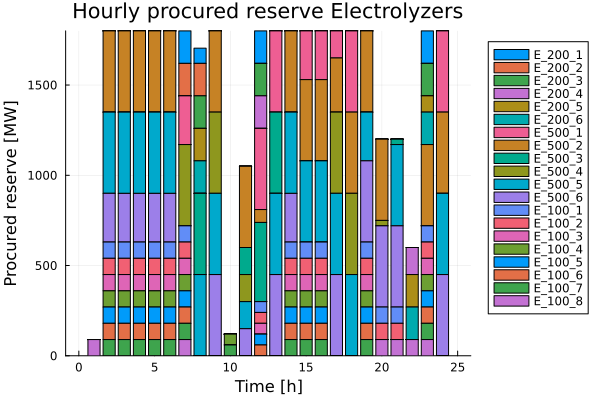 Hourly procured reserve Electrolyzers
Procured reserve [MW]
1500
1000
500
0
0
5
10
15
20
25
Time [h]
E_200_1
E_200_2
E_200_3
E_200_4
E_200_5
E_200_6
E_500_1
E_500_2
E_500_3
E_500_4
E_500_5
E_500_6
E_100_1
E_100_2
E_100_3
E_100_4
E_100_5
E_100_6
E_100_7
E_100_8